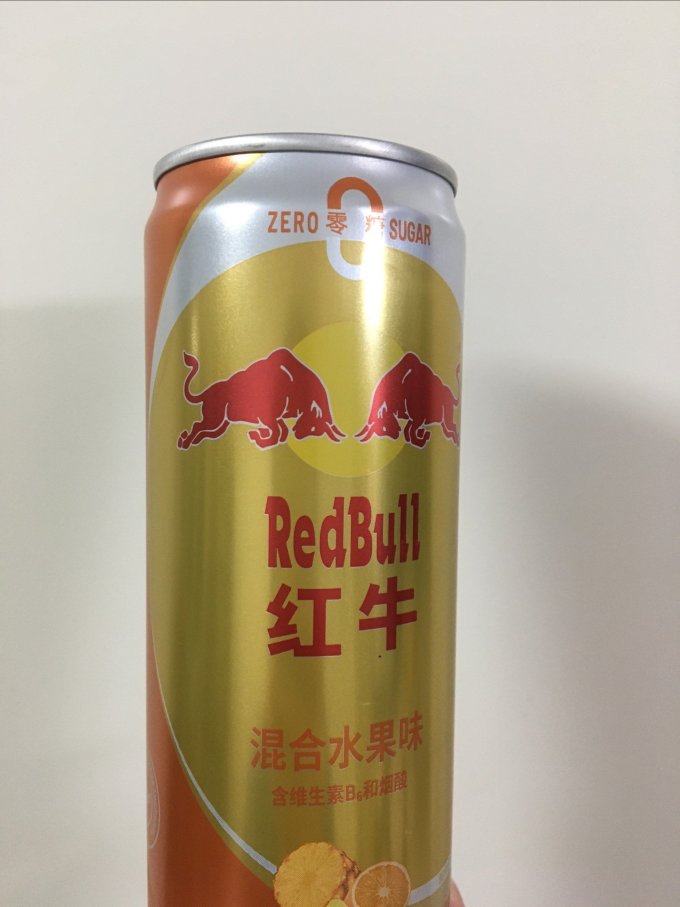 ZERO 零 糖 SUGAR
RedBull
红牛
混合水果味
含维生素B₆和烟酸